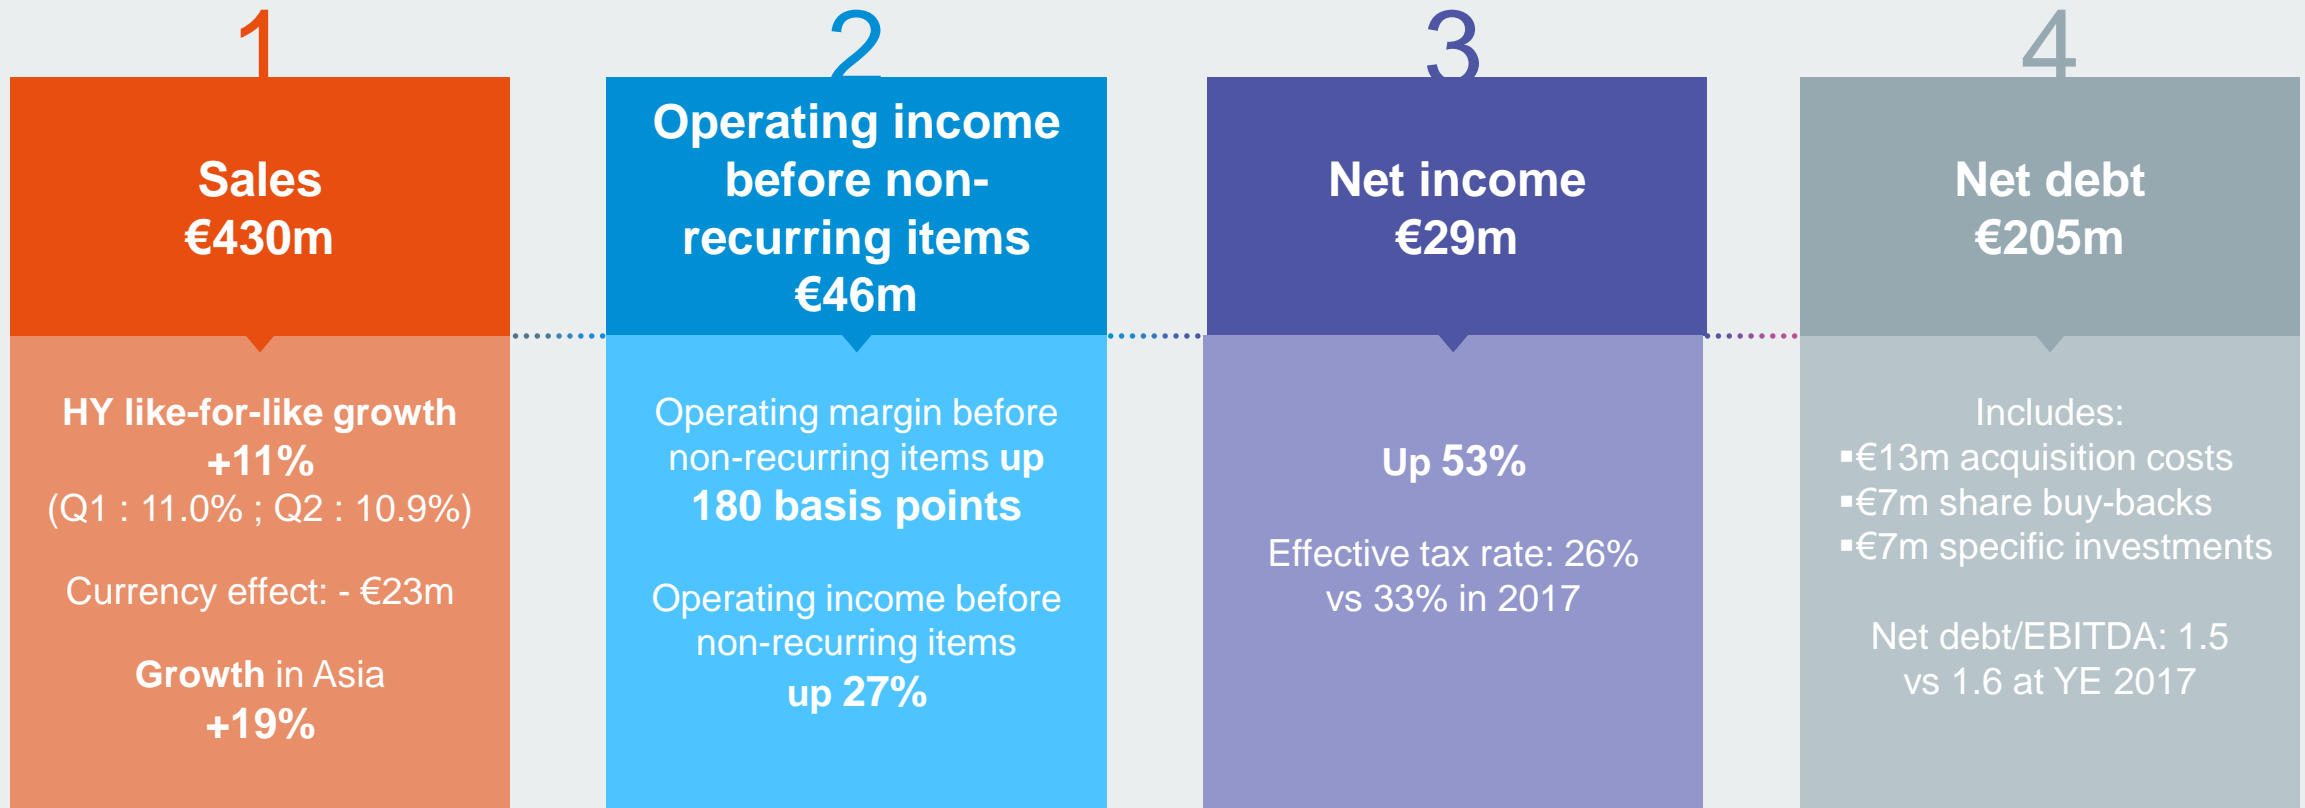 1
Sales
€430m
HY like-for-like growth
+11%
(Q1 : 11.0% ; Q2 : 10.9%)
Currency effect: - €23m
Growth in Asia
+19%
2
Operating income
before non-
recurring items
€46m
Operating margin before
non-recurring items up
180 basis points
Operating income before
non-recurring items
up 27%
3
Net income
€29m
Up 53%
Effective tax rate: 26%
vs 33% in 2017
4
Net debt
€205m
Includes:
▪€13m acquisition costs
▪€7m share buy-backs
▪€7m specific investments
Net debt/EBITDA: 1.5
vs 1.6 at YE 2017